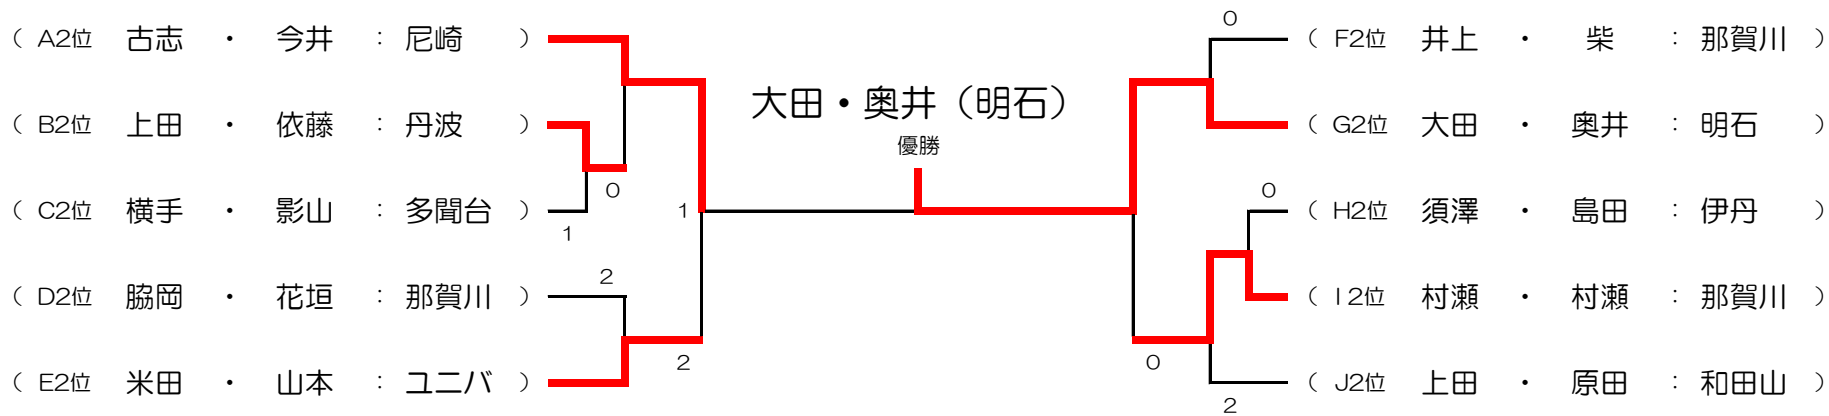 （ A2位 古志 ・ 今井 : 尼崎 ）
（ B2位 上田 ・ 依藤 : 丹波 ）
（ C2位 横手 ・ 影山 : 多聞台 ）
（ D2位 脇岡 ・ 花垣 : 那賀川 ）
（ E2位 米田 ・ 山本 : ユニバ ）
0
1
2
1
2
大田・奥井（明石）
優勝
0
0
0
2
（ F2位 井上 ・ 柴 : 那賀川 ）
（ G2位 大田 ・ 奥井 : 明石 ）
（ H2位 須澤 ・ 島田 : 伊丹 ）
（ I2位 村瀬 ・ 村瀬 : 那賀川 ）
（ J2位 上田 ・ 原田 : 和田山 ）